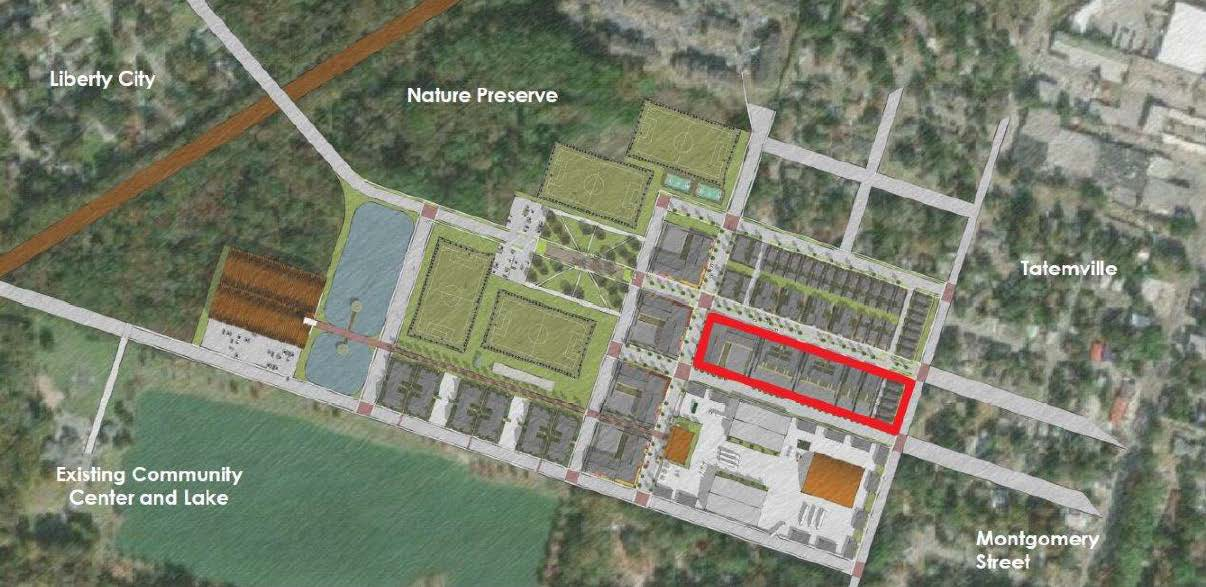 Liberty City
Nature Preserve
Tatemville
Existing Community
Center and Lake
Montgomery
Street